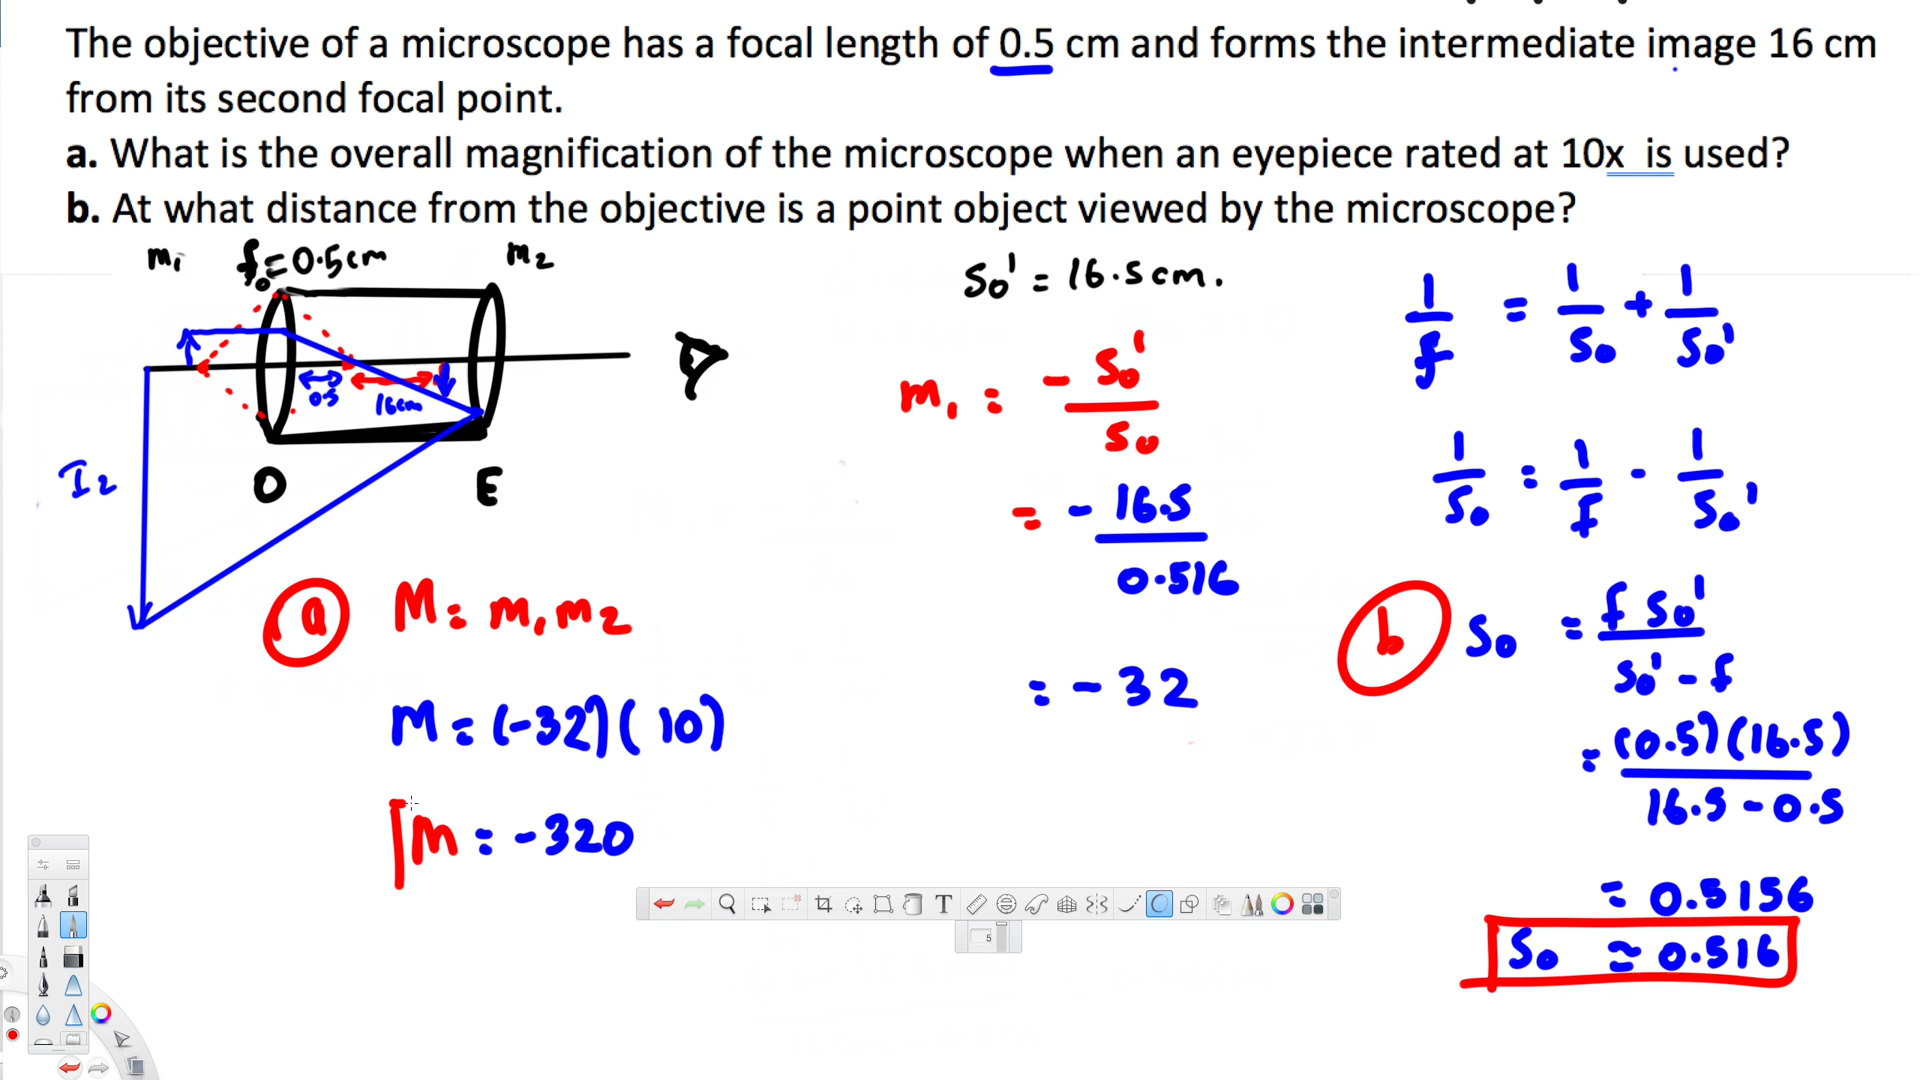 The objective of a microscope has a focal length of 0.5 cm and forms the intermediate image 16 cm
from its second focal point.
a. What is the overall magnification of the microscope when an eyepiece rated at 10x is used?
b. At what distance from the objective is a point object viewed by the microscope?
m₁ f₀=0.5cm m₂
0.5 16cm
O E
I₂
a M = m₁m₂
M = (-32)(10)
M = -320
S₀' = 16.5cm.
m₁ = - S₀'/S₀
= - 16.5/0.516
= -32
1/f = 1/S₀ + 1/S₀'
1/S₀ = 1/f - 1/S₀'
b S₀ = f S₀'/S₀' - f
= (0.5)(16.5)/16.5 - 0.5
= 0.5156
S₀ ≈ 0.516
T
5